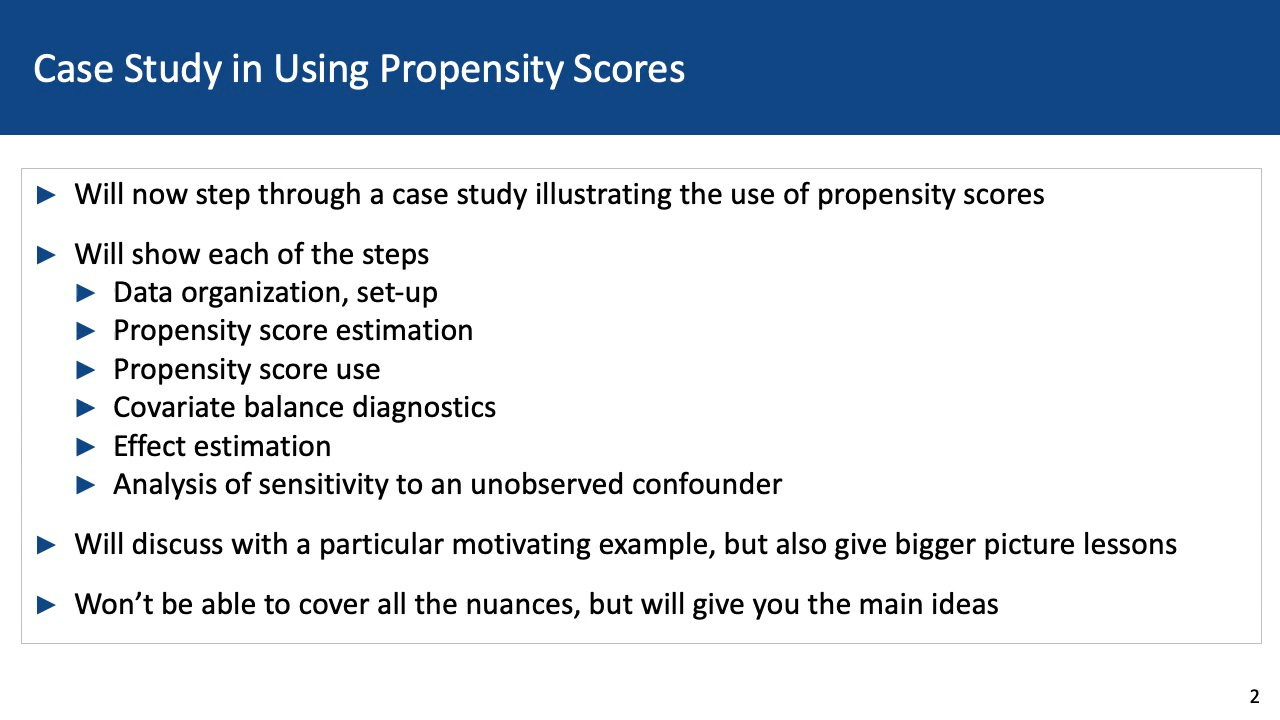 Case Study in Using Propensity Scores
► Will now step through a case study illustrating the use of propensity scores
► Will show each of the steps
► Data organization, set-up
► Propensity score estimation
► Propensity score use
► Covariate balance diagnostics
► Effect estimation
► Analysis of sensitivity to an unobserved confounder
► Will discuss with a particular motivating example, but also give bigger picture lessons
► Won’t be able to cover all the nuances, but will give you the main ideas
2